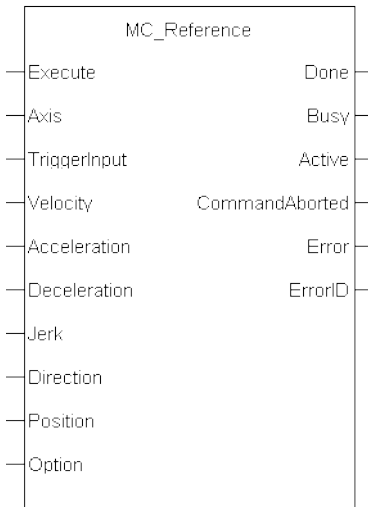 MC_Reference
Execute Done
Axis Busy
TriggerInput Active
Velocity CommandAborted
Acceleration Error
Deceleration ErrorID
Jerk
Direction
Position
Option